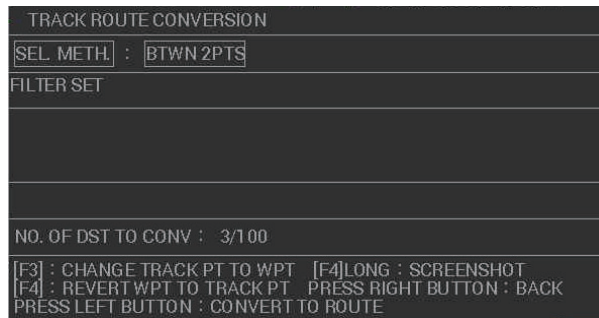 TRACK ROUTE CONVERSION
SEL. METH. : BTWN 2PTS
FILTER SET
NO. OF DST TO CONV : 3/100
[F3] : CHANGE TRACK PT TO WPT [F4]LONG : SCREENSHOT
[F4] : REVERT WPT TO TRACK PT PRESS RIGHT BUTTON : BACK
PRESS LEFT BUTTON : CONVERT TO ROUTE